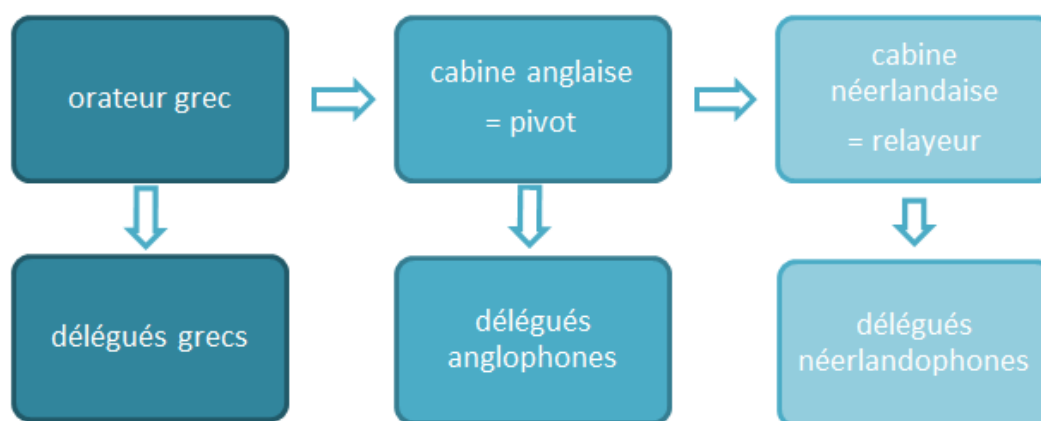 orateur grec
cabine anglaise
= pivot
cabine
néerlandaise
= relayeur
délégués grecs
délégués
anglophones
délégués
néerlandophones